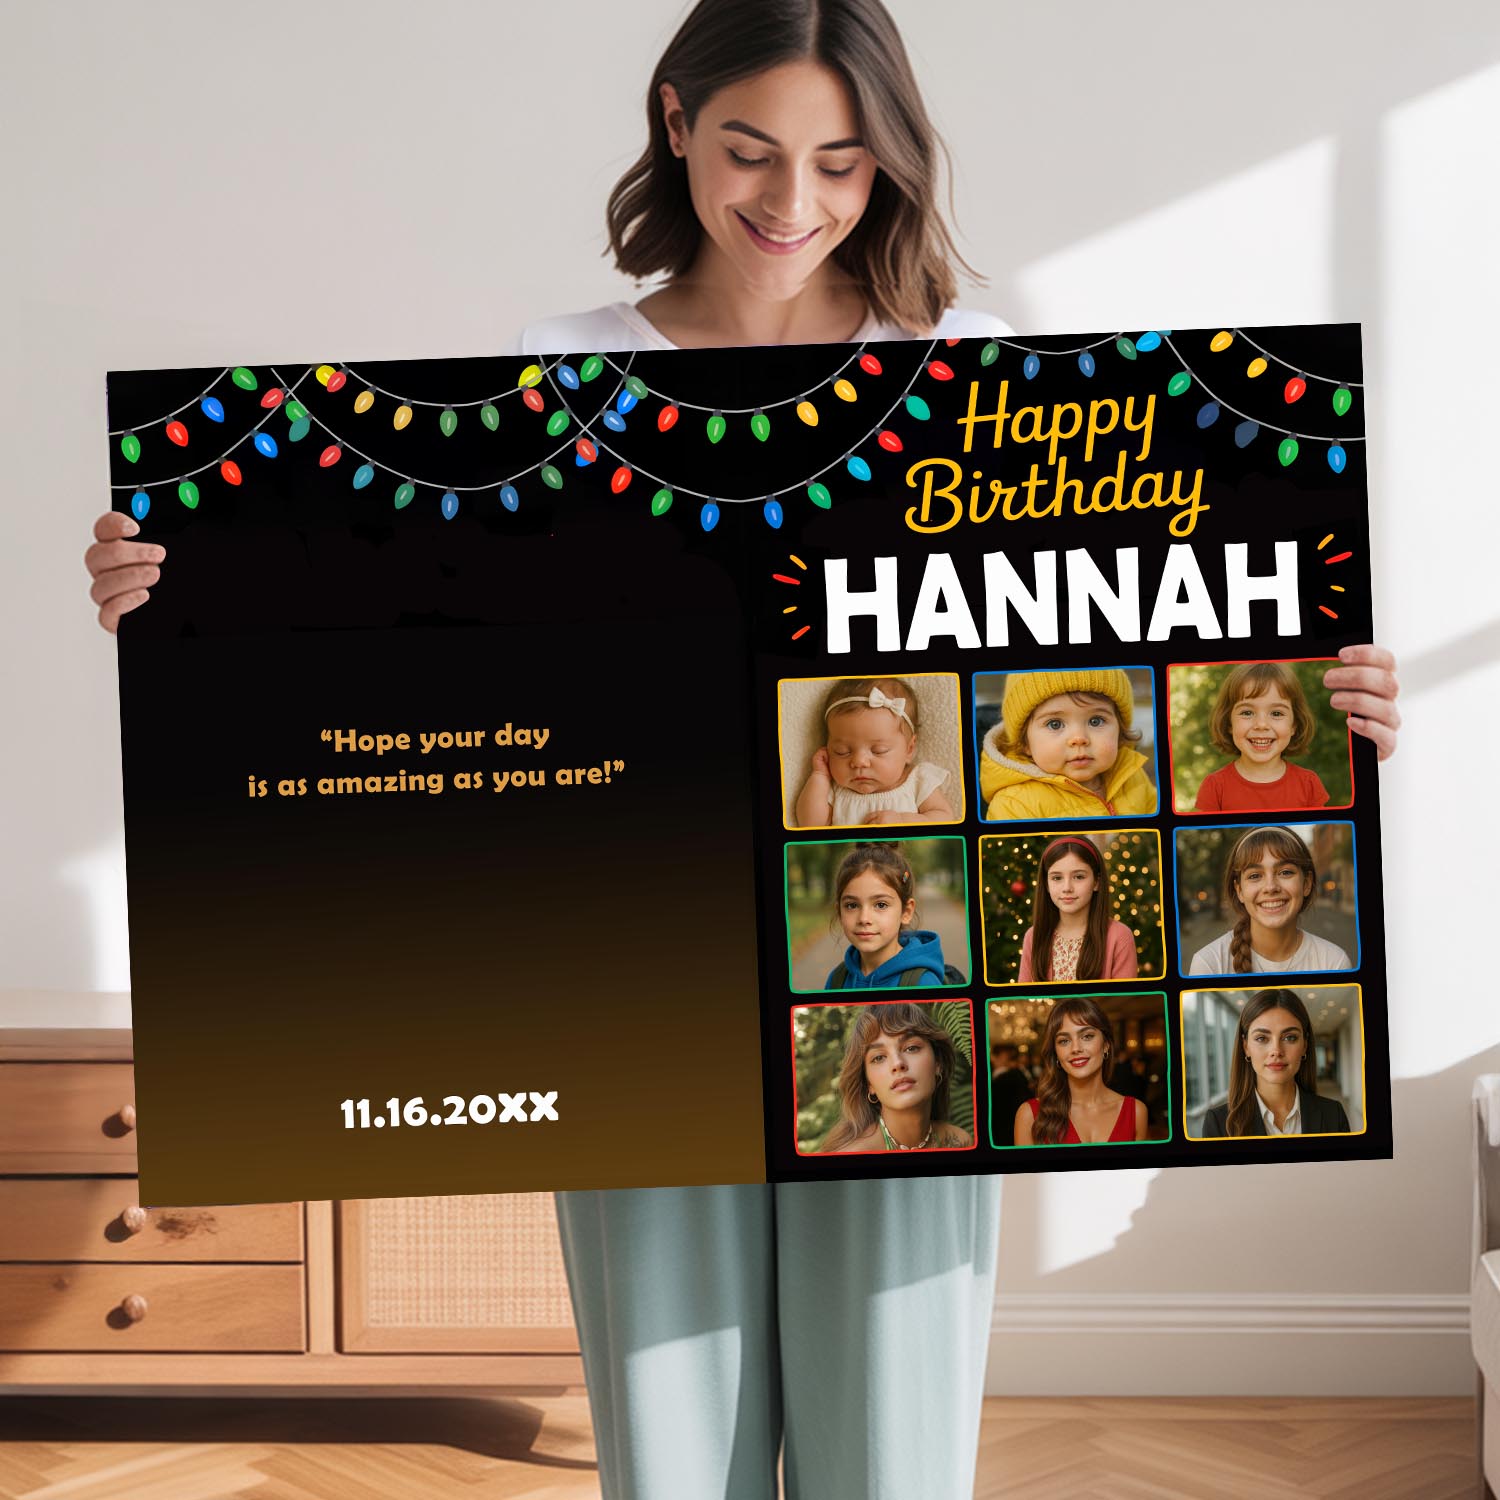 Happy
Birthday
HANNAH
“Hope your day
is as amazing as you are!”
11.16.20XX